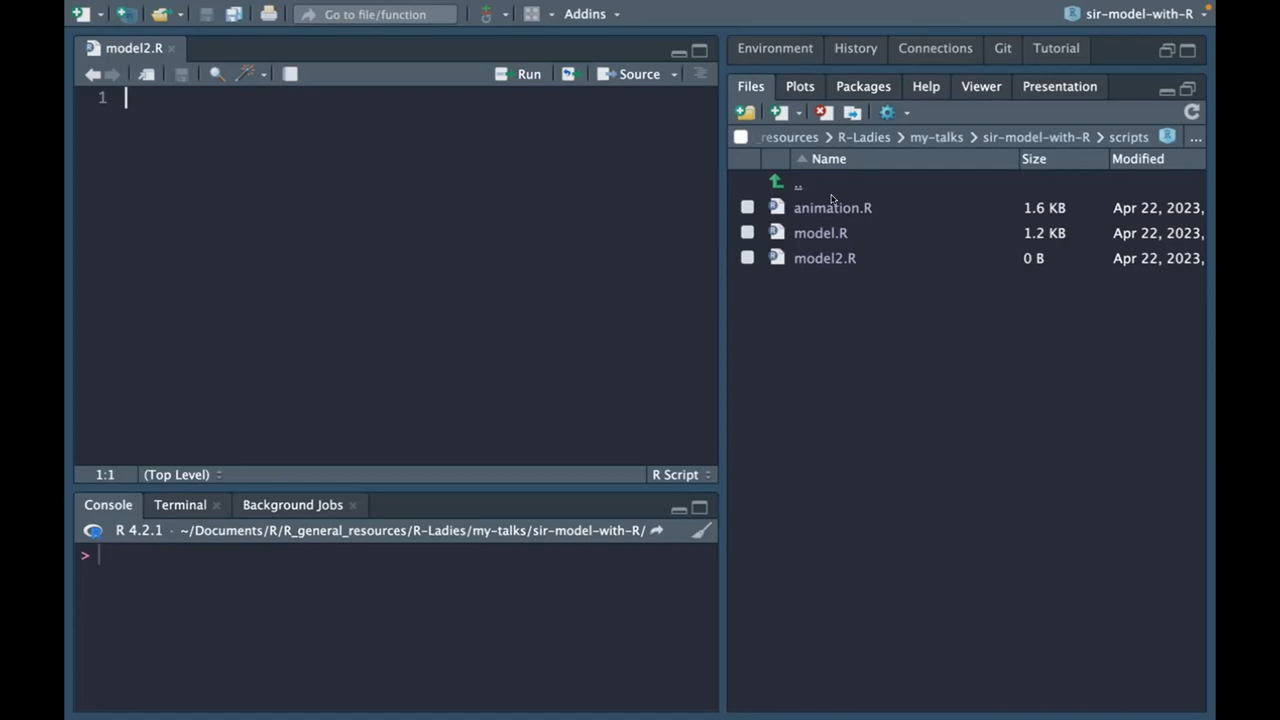 Go to file/function
Addins
sir-model-with-R
model2.R
Run
Source
1
1:1
(Top Level)
R Script
Console
Terminal
Background Jobs
R 4.2.1 · ~/Documents/R/R_general_resources/R-Ladies/my-talks/sir-model-with-R/
>
Environment
History
Connections
Git
Tutorial
Files
Plots
Packages
Help
Viewer
Presentation
_resources > R-Ladies > my-talks > sir-model-with-R > scripts ...
Name Size Modified
..
animation.R 1.6 KB Apr 22, 2023,
model.R 1.2 KB Apr 22, 2023,
model2.R 0 B Apr 22, 2023,